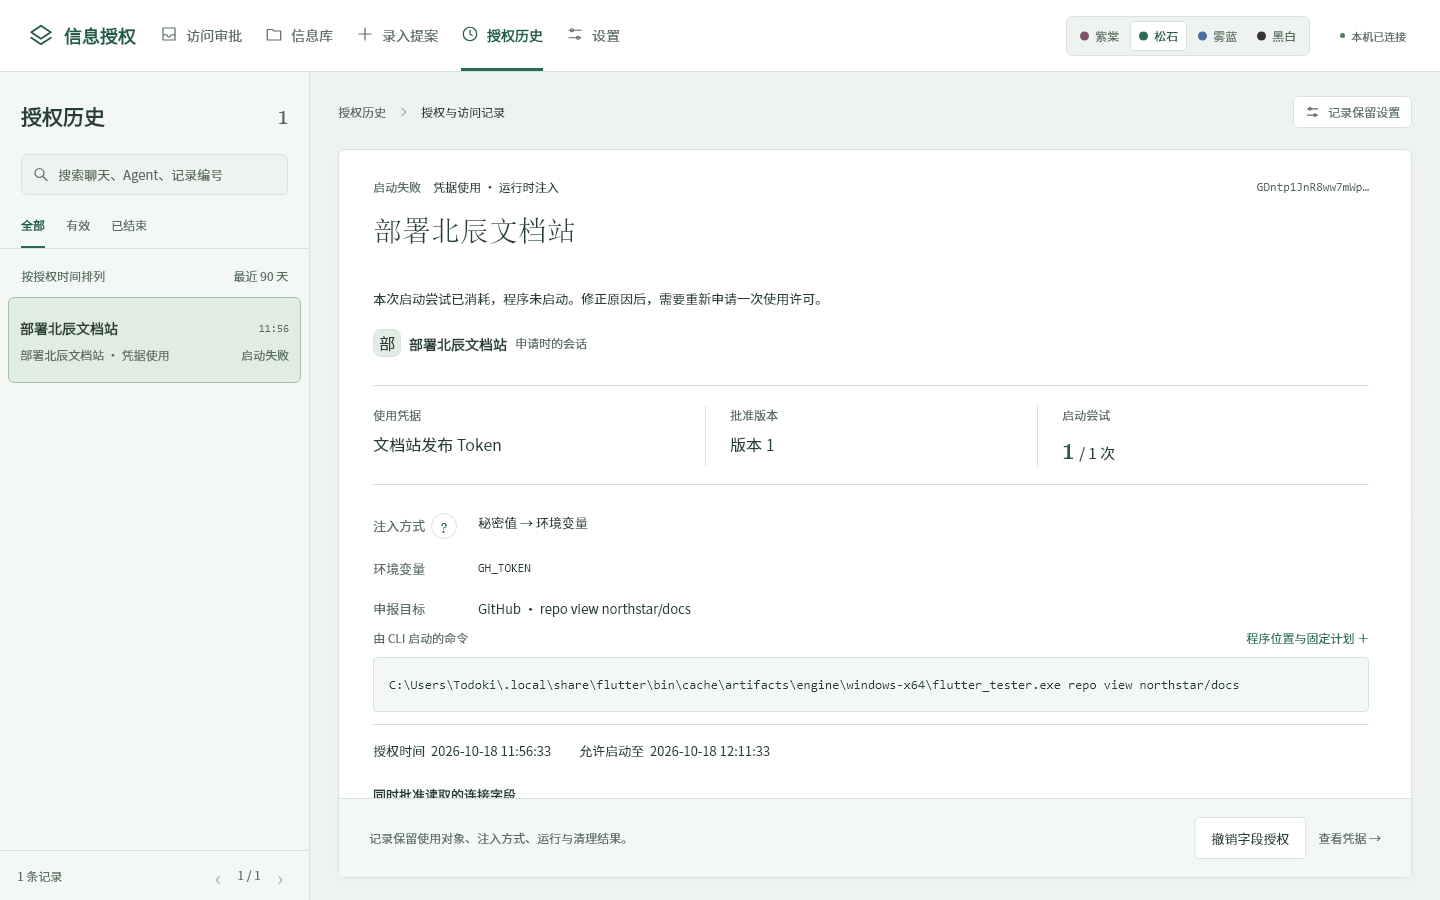 信息授权
访问审批
信息库
录入提案
授权历史
设置
紫棠
松石
雾蓝
黑白
本机已连接
授权历史
1
搜索聊天、Agent、记录编号
全部
有效
已结束
按授权时间排列
最近 90 天
部署北辰文档站
11:56
部署北辰文档站 · 凭据使用
启动失败
1 条记录
1 / 1
授权历史
授权与访问记录
记录保留设置
启动失败
凭据使用 · 运行时注入
GDntp1JnR8ww7mWp…
部署北辰文档站
本次启动尝试已消耗，程序未启动。修正原因后，需要重新申请一次使用许可。
部
部署北辰文档站
申请时的会话
使用凭据
文档站发布 Token
批准版本
版本 1
启动尝试
1 / 1 次
注入方式
?
秘密值 → 环境变量
环境变量
GH_TOKEN
申报目标
GitHub · repo view northstar/docs
由 CLI 启动的命令
程序位置与固定计划 +
C:\Users\Todoki\.local\share\flutter\bin\cache\artifacts\engine\windows-x64\flutter_tester.exe repo view northstar/docs
授权时间 2026-10-18 11:56:33
允许启动至 2026-10-18 12:11:33
同时批准读取的连接字段
记录保留使用对象、注入方式、运行与清理结果。
撤销字段授权
查看凭据 →